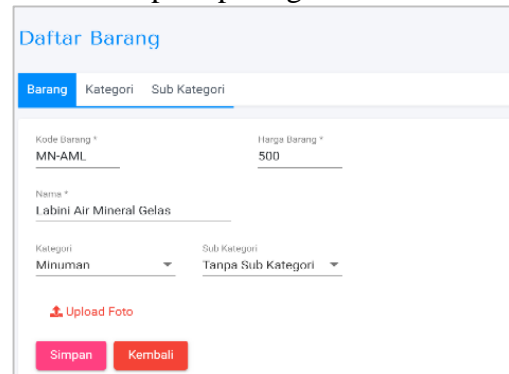 Daftar Barang
Barang Kategori Sub Kategori
Kode Barang * Harga Barang *
MN-AML 500
Nama *
Labini Air Mineral Gelas
Kategori Sub Kategori
Minuman Tanpa Sub Kategori
Upload Foto
Simpan Kembali